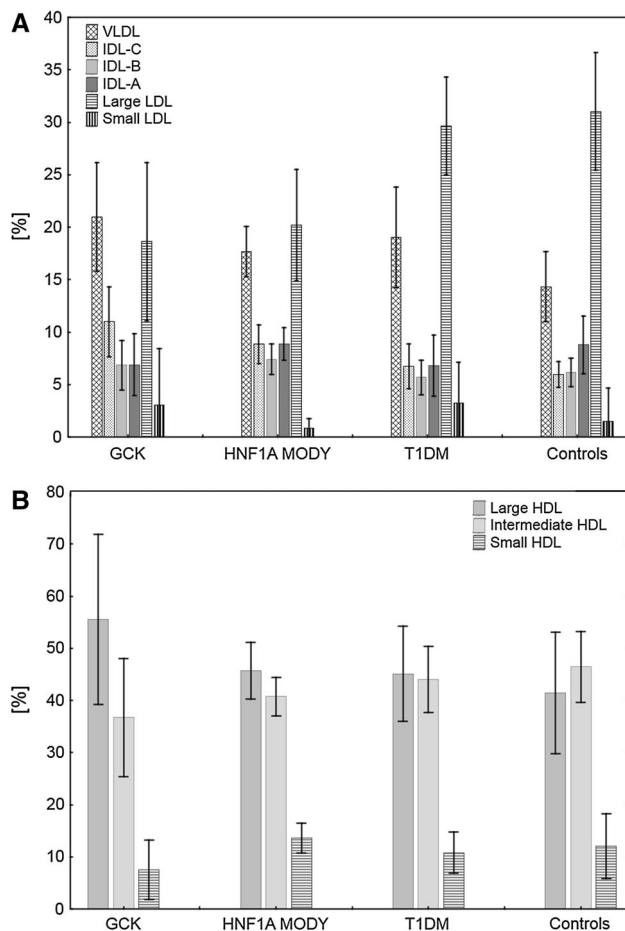 A
40
35
30
25
20
15
10
5
0
[%]
VLDL
IDL-C
IDL-B
IDL-A
Large LDL
Small LDL
GCK HNF1A MODY T1DM Controls
B
80
70
60
50
40
30
20
10
0
[%]
Large HDL
Intermediate HDL
Small HDL
GCK HNF1A MODY T1DM Controls